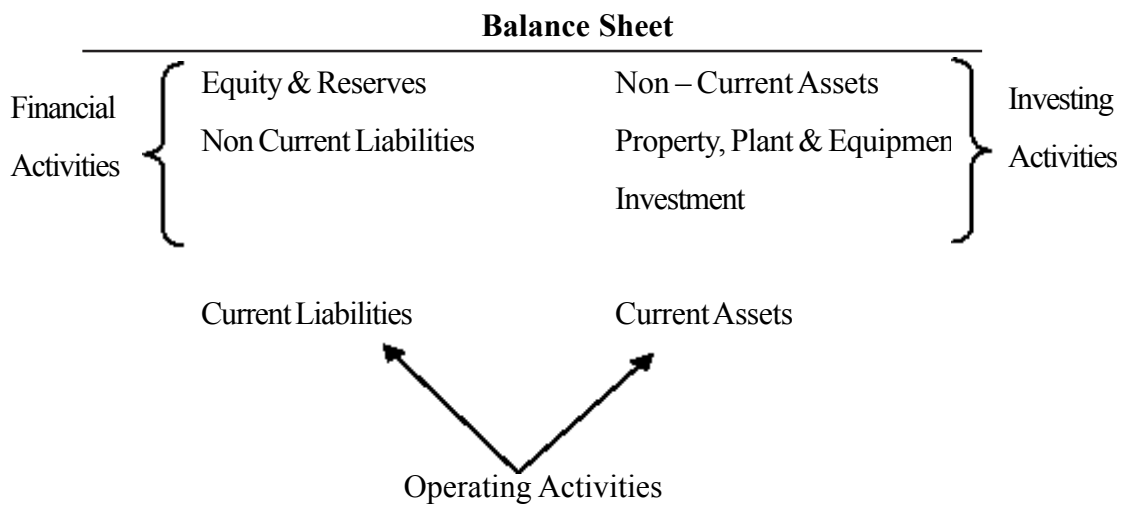 Balance Sheet
Equity & Reserves
Non – Current Assets
Financial
Activities
Non Current Liabilities
Property, Plant & Equipmen
Investing
Activities
Investment
Current Liabilities
Current Assets
Operating Activities